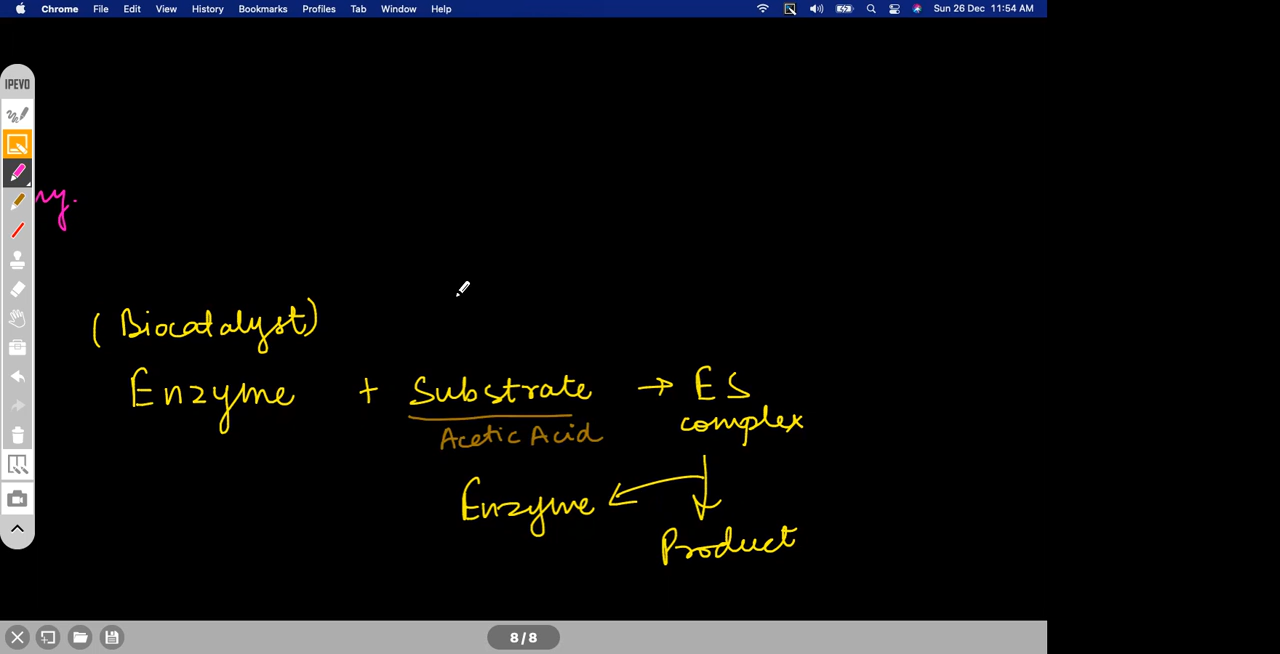 Chrome File Edit View History Bookmarks Profiles Tab Window Help Sun 26 Dec 11:54 AM
IPEVO
ny.
(Biocatalyst)
Enzyme + Substrate → ES
complex
Acetic Acid
Enzyme
Product
8/8